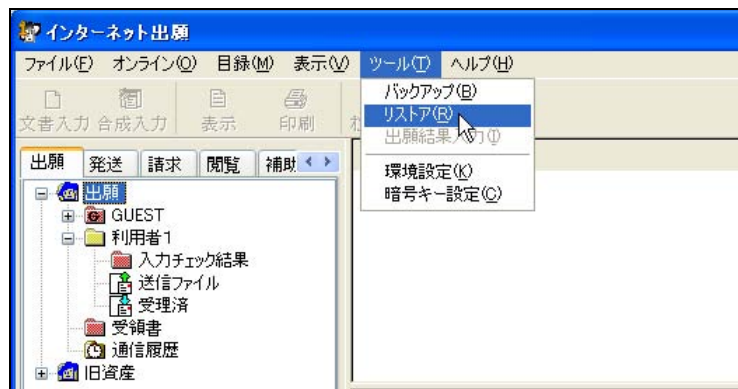 インターネット出願
ファイル(F) オンライン(O) 目録(M) 表示(V) ツール(T) ヘルプ(H)
バックアップ(B)
リストア(R)
出願結果入力(I)
環境設定(K)
暗号キー設定(C)
文書入力 合成入力 表示 印刷
出願 発送 請求 閲覧 補助
出願
GUEST
利用者1
入力チェック結果
送信ファイル
受理済
受領書
通信履歴
旧資産